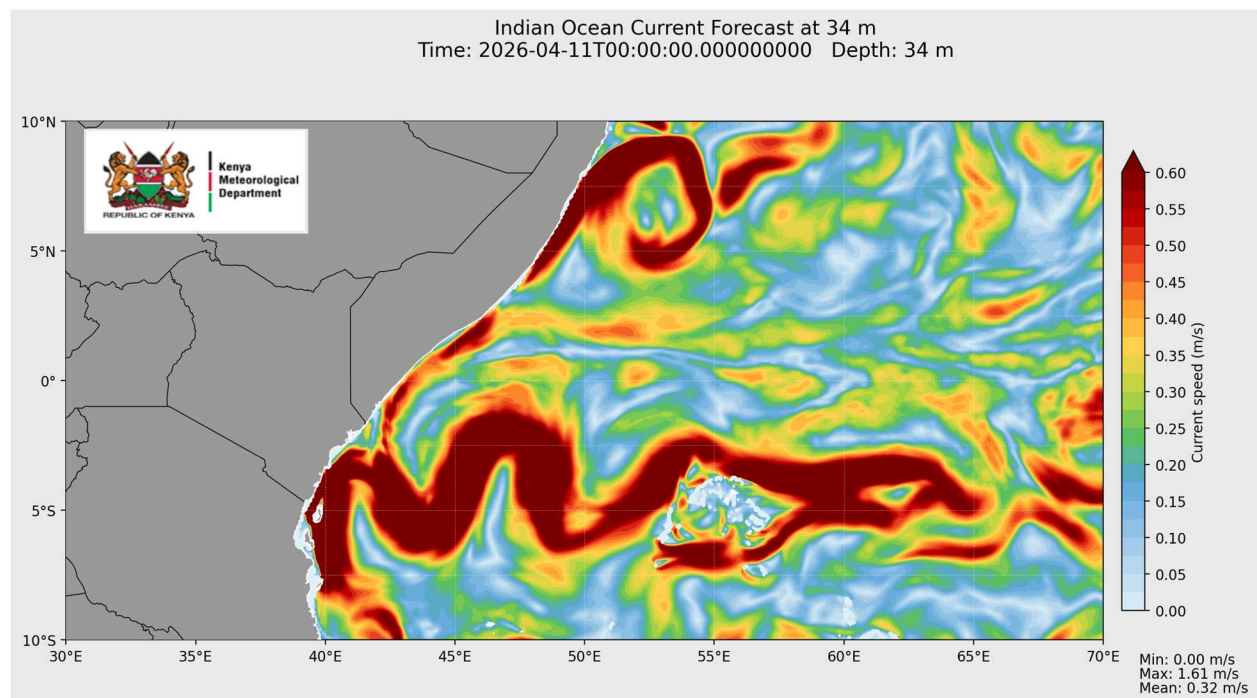 Indian Ocean Current Forecast at 34 m
Time: 2026-04-11T00:00:00.000000000   Depth: 34 m
10°N
5°N
0°
5°S
10°S
30°E
35°E
40°E
45°E
50°E
55°E
60°E
65°E
70°E
Kenya
Meteorological
Department
REPUBLIC OF KENYA
0.60
0.55
0.50
0.45
0.40
0.35
0.30
0.25
0.20
0.15
0.10
0.05
0.00
Current speed (m/s)
Min: 0.00 m/s
Max: 1.61 m/s
Mean: 0.32 m/s